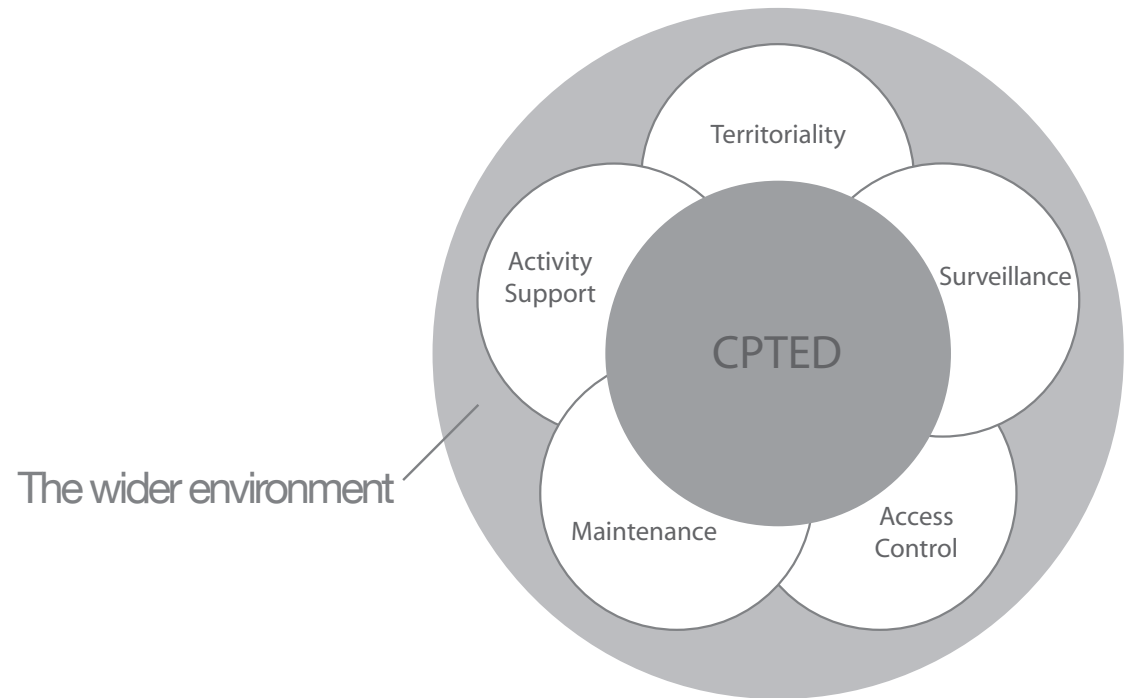 Territoriality
Activity
Support
Surveillance
CPTED
The wider environment
Maintenance
Access
Control